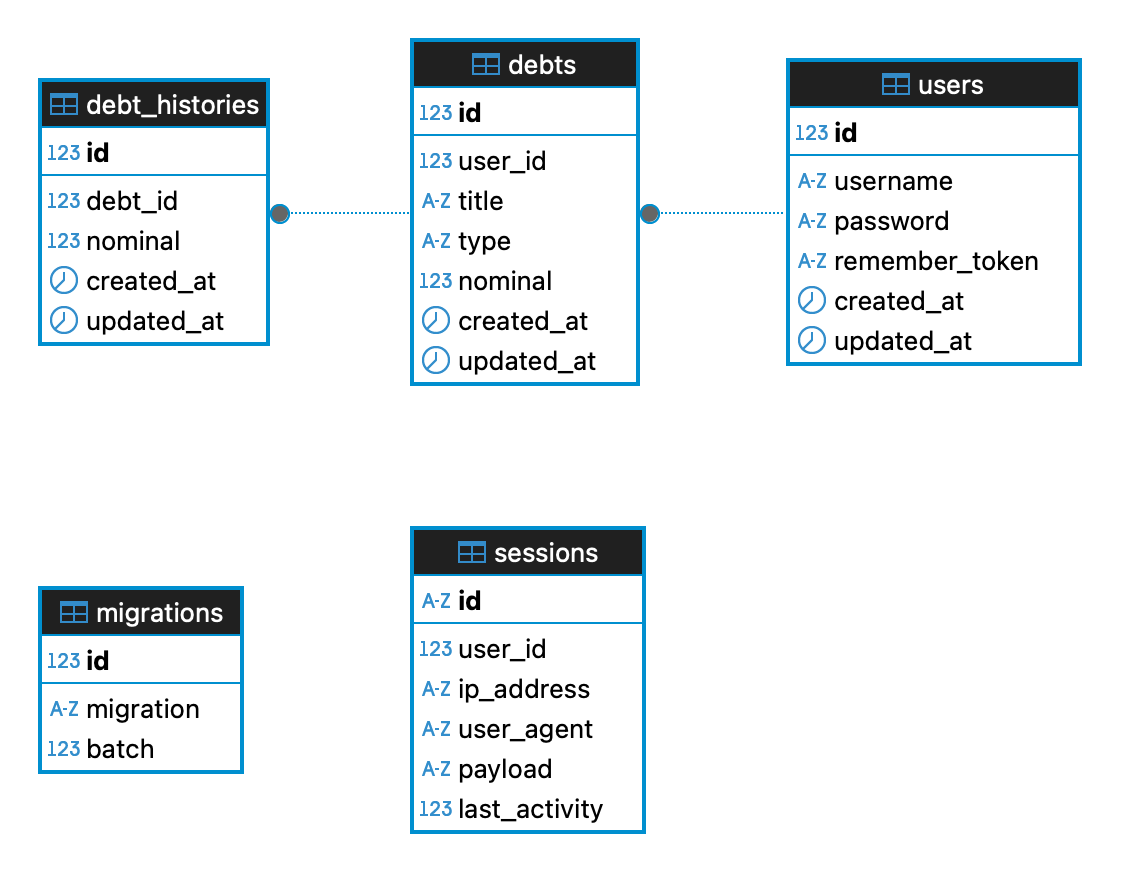 debt_histories
123 id
123 debt_id
123 nominal
created_at
updated_at
debts
123 id
123 user_id
A-Z title
A-Z type
123 nominal
created_at
updated_at
users
123 id
A-Z username
A-Z password
A-Z remember_token
created_at
updated_at
migrations
123 id
A-Z migration
123 batch
sessions
A-Z id
123 user_id
A-Z ip_address
A-Z user_agent
A-Z payload
123 last_activity